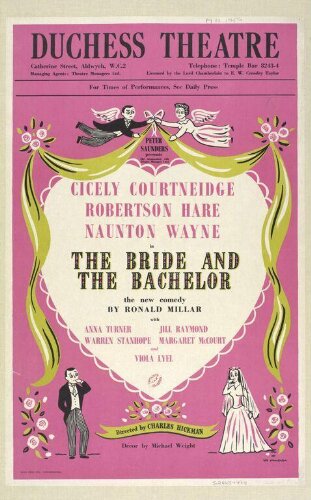 DUCHESS THEATRE
Catherine Street, Aldwych, W.C.2 Telephone: Temple Bar 8243-4
Managing Agents: Theatre Managers Ltd. Licensed by the Lord Chamberlain to E. W. Crossley Taylor
For Times of Performances, See Daily Press
PETER
SAUNDERS
presents
CICELY COURTNEIDGE
ROBERTSON HARE
NAUNTON WAYNE
in
THE BRIDE AND
THE BACHELOR
the new comedy
BY RONALD MILLAR
with
ANNA TURNER JILL RAYMOND
WARREN STANHOPE MARGARET McCOURT
and
VIOLA LYEL
Directed by CHARLES HICKMAN
Décor by Michael Weight